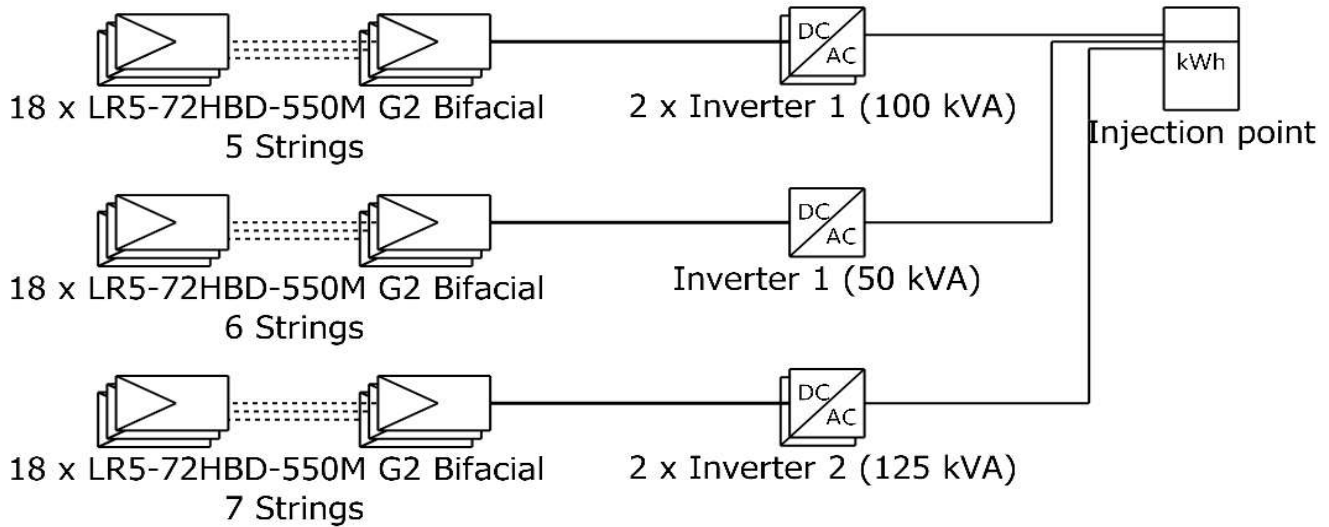 DC
AC
kWh
18 x LR5-72HBD-550M G2 Bifacial
5 Strings
2 x Inverter 1 (100 kVA)
Injection point
DC
AC
18 x LR5-72HBD-550M G2 Bifacial
6 Strings
Inverter 1 (50 kVA)
DC
AC
18 x LR5-72HBD-550M G2 Bifacial
7 Strings
2 x Inverter 2 (125 kVA)